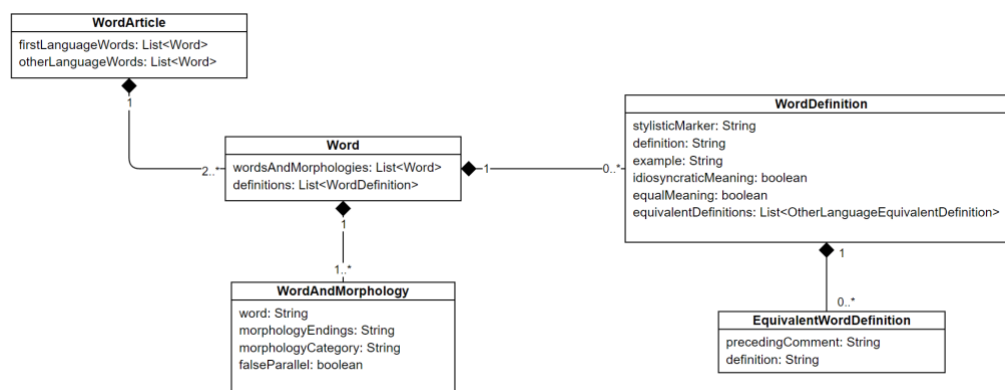 WordArticle
firstLanguageWords: List<Word>
otherLanguageWords: List<Word>
1
2..*
Word
wordsAndMorphologies: List<Word>
definitions: List<WordDefinition>
1
0..*
WordDefinition
stylisticMarker: String
definition: String
example: String
idiosyncraticMeaning: boolean
equalMeaning: boolean
equivalentDefinitions: List<OtherLanguageEquivalentDefinition>
1
1..*
WordAndMorphology
word: String
morphologyEndings: String
morphologyCategory: String
falseParallel: boolean
1
0..*
EquivalentWordDefinition
precedingComment: String
definition: String